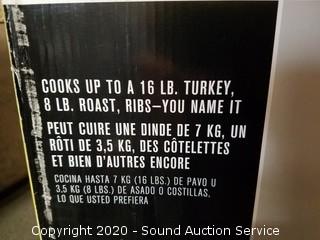 COOKS UP TO A 16 LB. TURKEY,
8 LB. ROAST, RIBS–YOU NAME IT
PEUT CUIRE UNE DINDE DE 7 KG, UN
RÔTI DE 3,5 KG, DES CÔTELETTES
ET BIEN D'AUTRES ENCORE
COCINA HASTA 7 KG (16 LBS.) DE PAVO U
3,5 KG (8 LBS.) DE ASADO O COSTILLAS,
LO QUE USTED PREFIERA
Copyright 2020 - Sound Auction Service